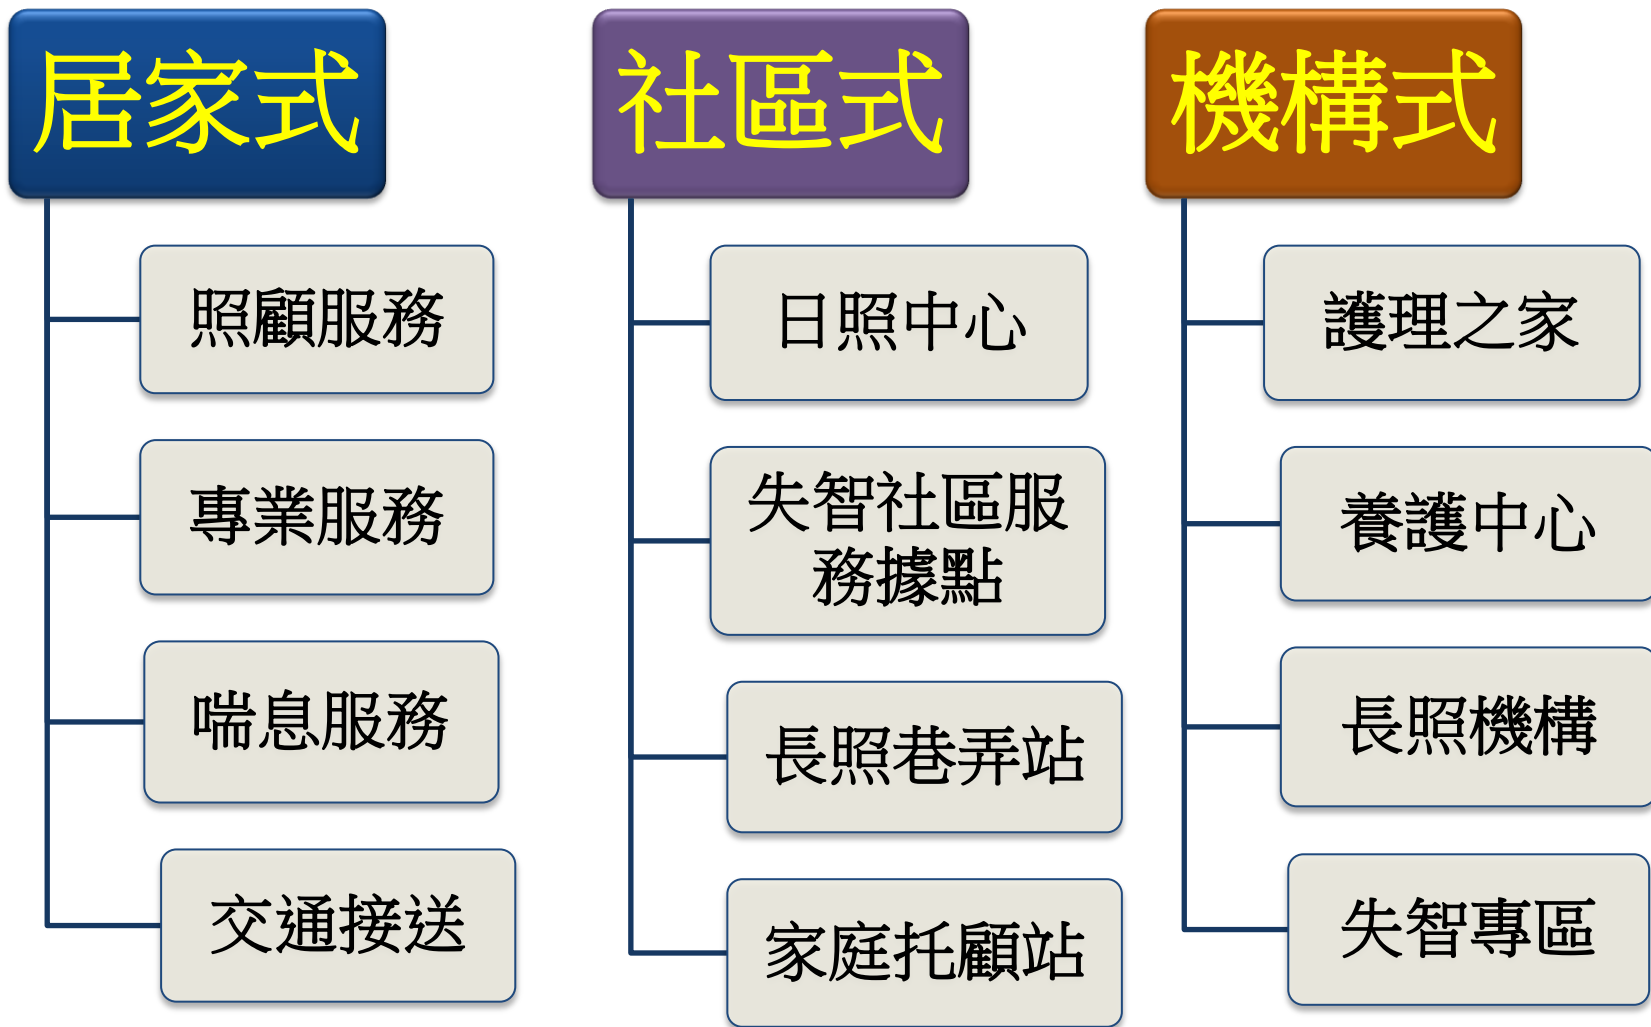 居家式
照顧服務
專業服務
喘息服務
交通接送
社區式
日照中心
失智社區服
務據點
長照巷弄站
家庭托顧站
機構式
護理之家
養護中心
長照機構
失智專區